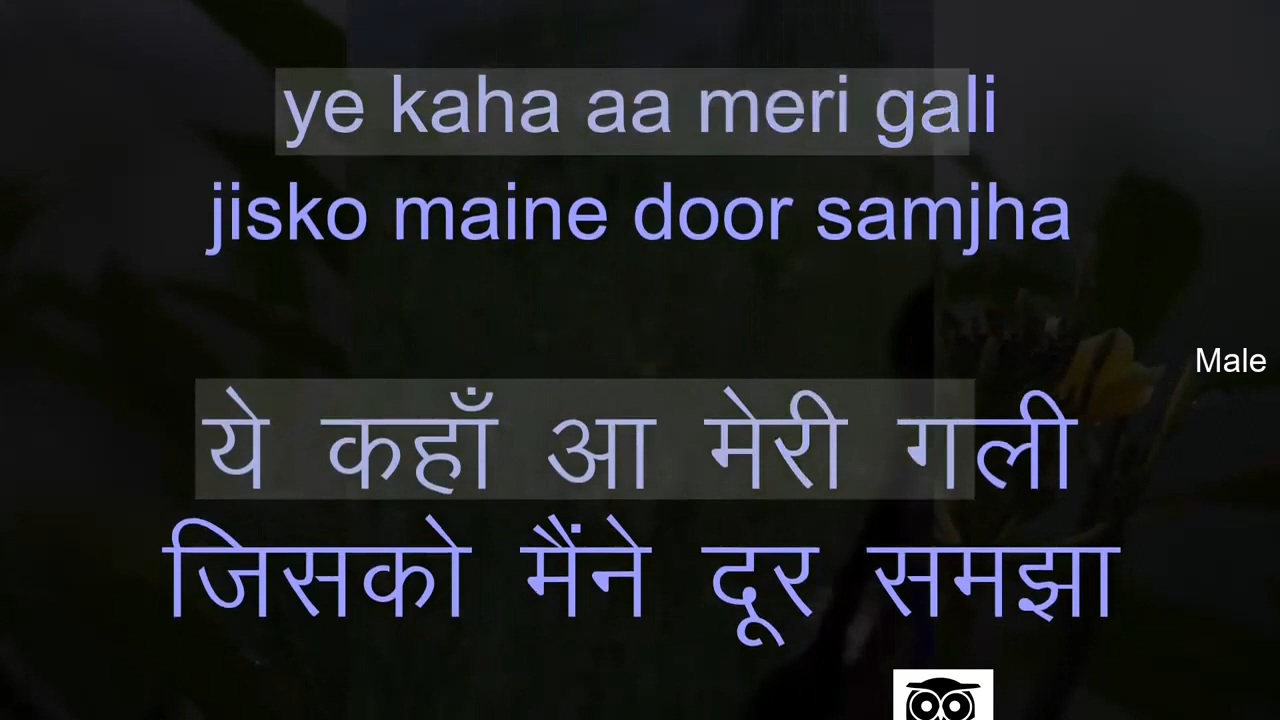 ye kaha aa meri gali
jisko maine door samjha
Male
ये कहाँ आ मेरी गली
जिसको मैंने दूर समझा